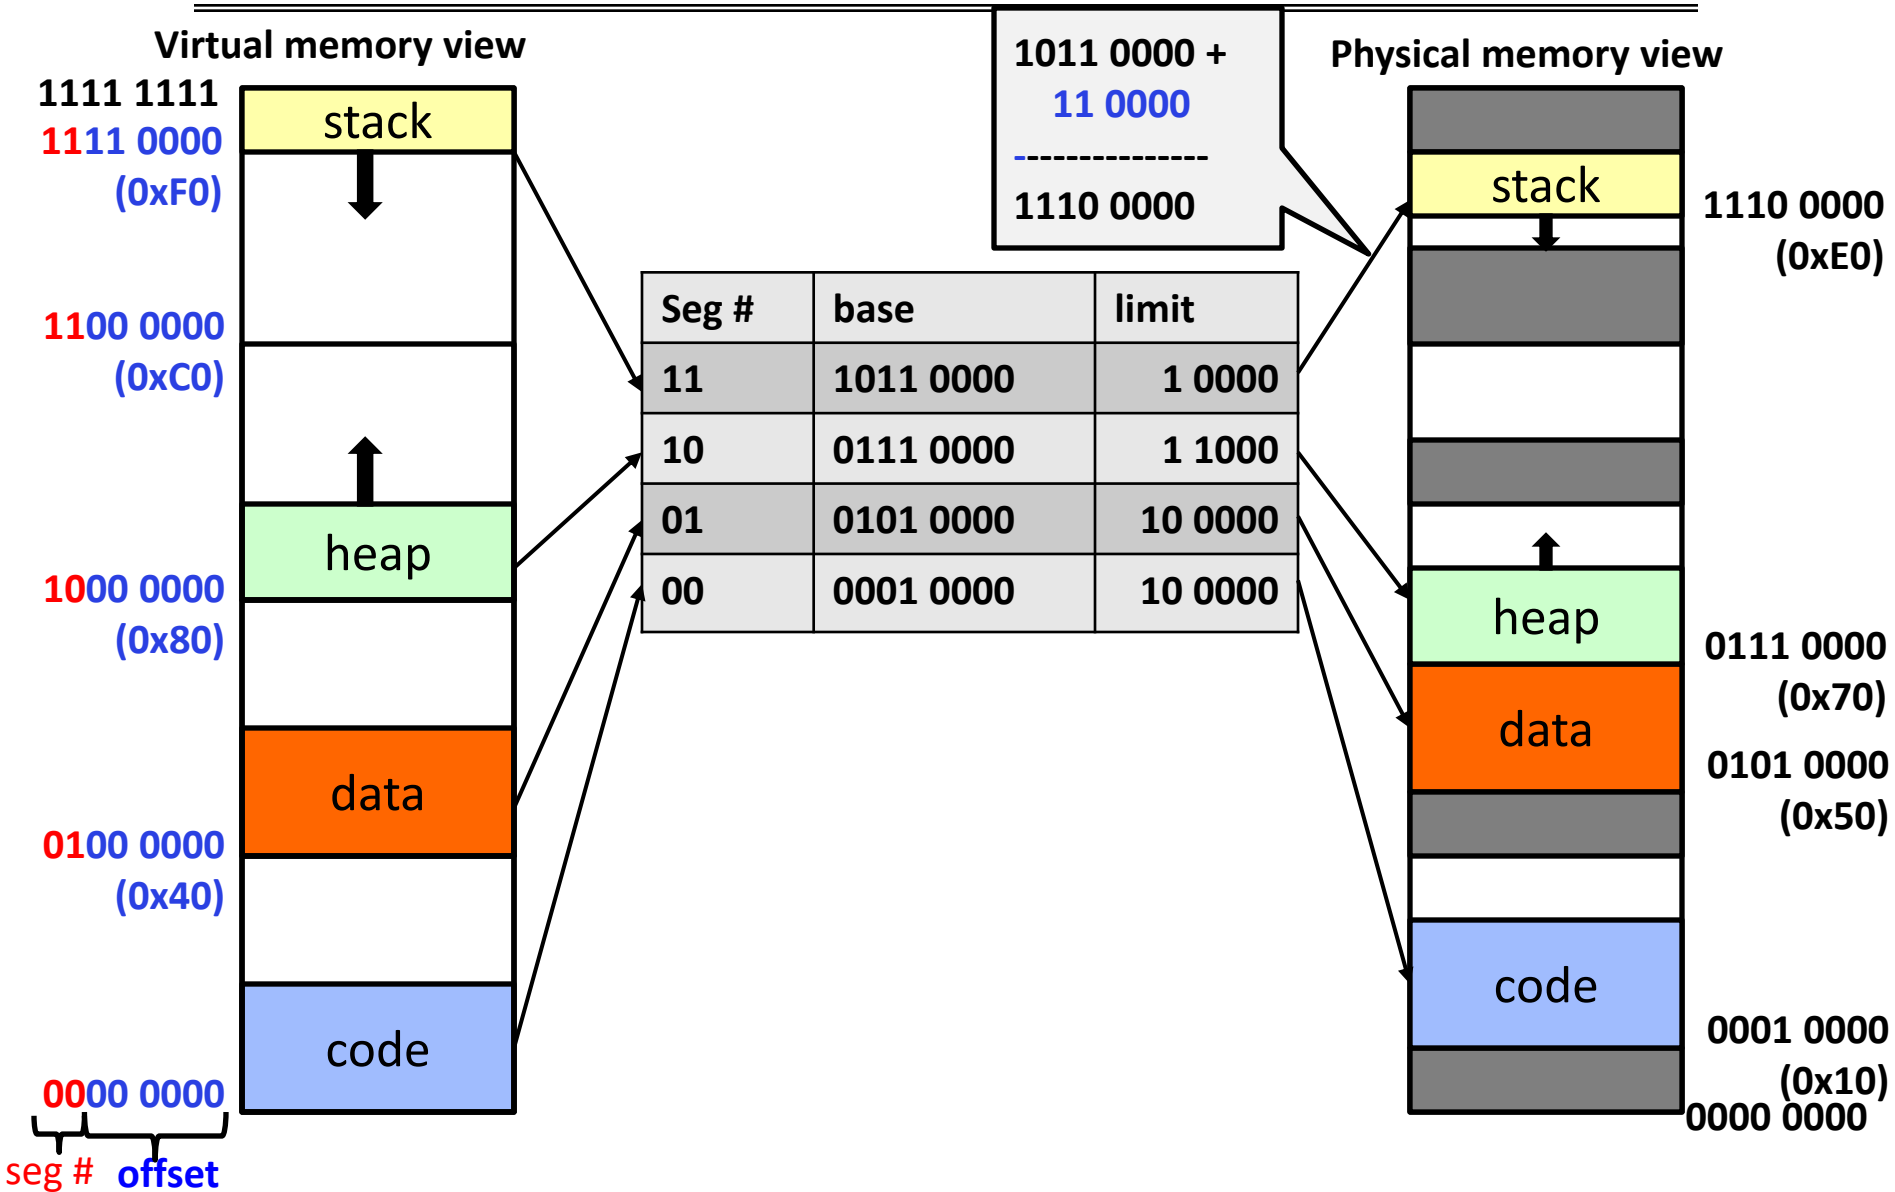 Virtual memory view
1111 1111
1111 0000
(0xF0)
1100 0000
(0xC0)
1000 0000
(0x80)
0100 0000
(0x40)
0000 0000
seg # offset
stack
heap
data
code
1011 0000 +
11 0000
---------------
1110 0000
Seg # base limit
11 1011 0000 1 0000
10 0111 0000 1 1000
01 0101 0000 10 0000
00 0001 0000 10 0000
Physical memory view
stack
heap
data
code
1110 0000
(0xE0)
0111 0000
(0x70)
0101 0000
(0x50)
0001 0000
(0x10)
0000 0000